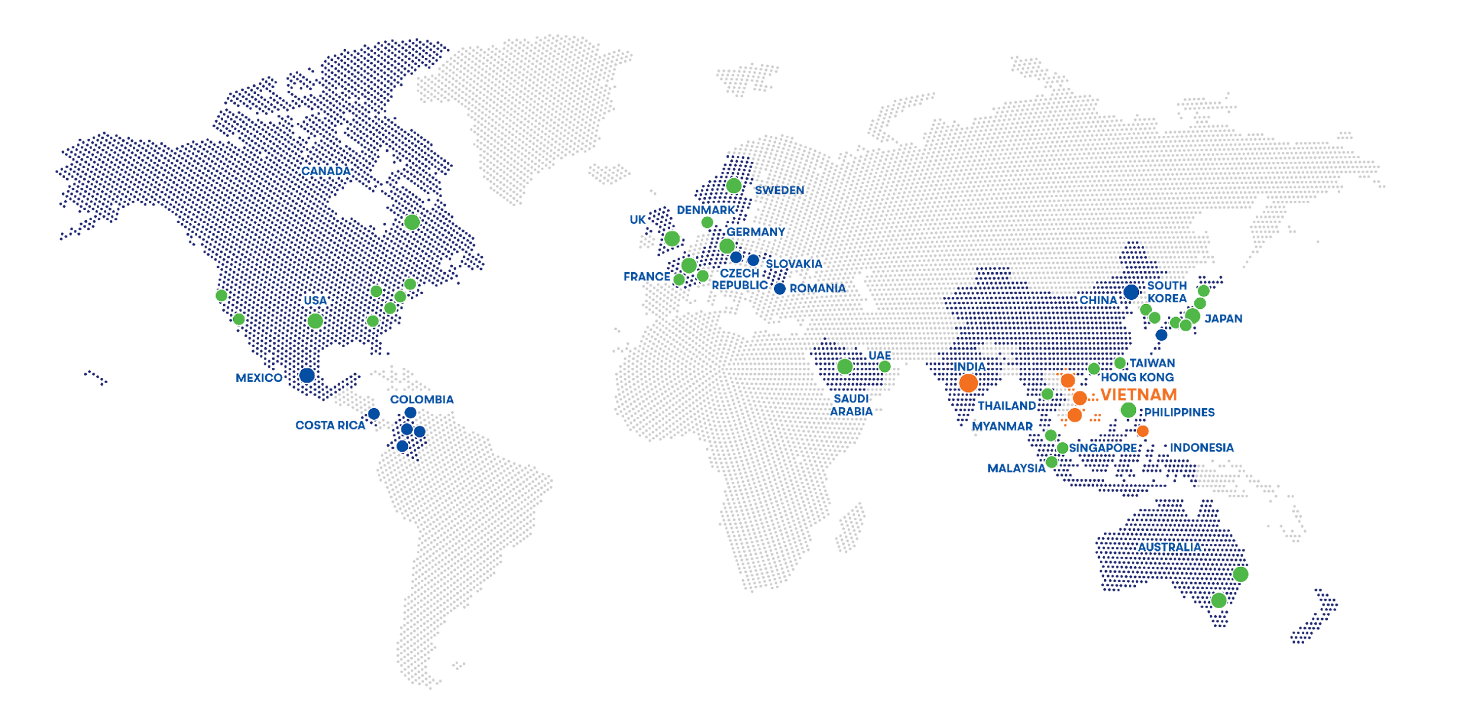 CANADA
SWEDEN
DENMARK
UK
GERMANY
SLOVAKIA
FRANCE
CZECH
REPUBLIC
ROMANIA
USA
CHINA
SOUTH
KOREA
JAPAN
UAE
TAIWAN
INDIA
HONG KONG
MEXICO
VIETNAM
COLOMBIA
SAUDI
ARABIA
THAILAND
PHILIPPINES
COSTA RICA
MYANMAR
SINGAPORE
INDONESIA
MALAYSIA
AUSTRALIA